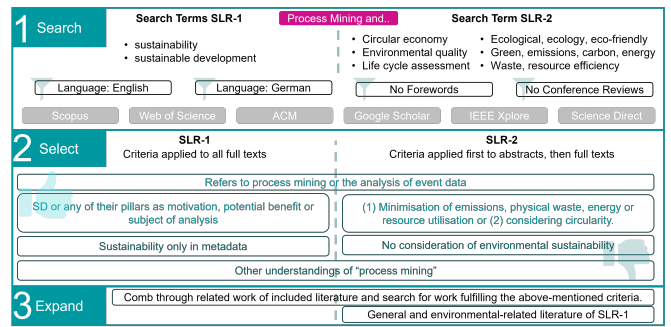 1 Search
Search Terms SLR-1
Process Mining and..
Search Term SLR-2
• sustainability
• sustainable development
• Circular economy
• Environmental quality
• Life cycle assessment
• Ecological, ecology, eco-friendly
• Green, emissions, carbon, energy
• Waste, resource efficiency
Language: English
Language: German
No Forewords
No Conference Reviews
Scopus
Web of Science
ACM
Google Scholar
IEEE Xplore
Science Direct
2 Select
SLR-1
Criteria applied to all full texts
SLR-2
Criteria applied first to abstracts, then full texts
Refers to process mining or the analysis of event data
SD or any of their pillars as motivation, potential benefit or
subject of analysis
(1) Minimisation of emissions, physical waste, energy or
resource utilisation or (2) considering circularity.
Sustainability only in metadata
No consideration of environmental sustainability
Other understandings of “process mining”
3 Expand
Comb through related work of included literature and search for work fulfilling the above-mentioned criteria.
General and environmental-related literature of SLR-1